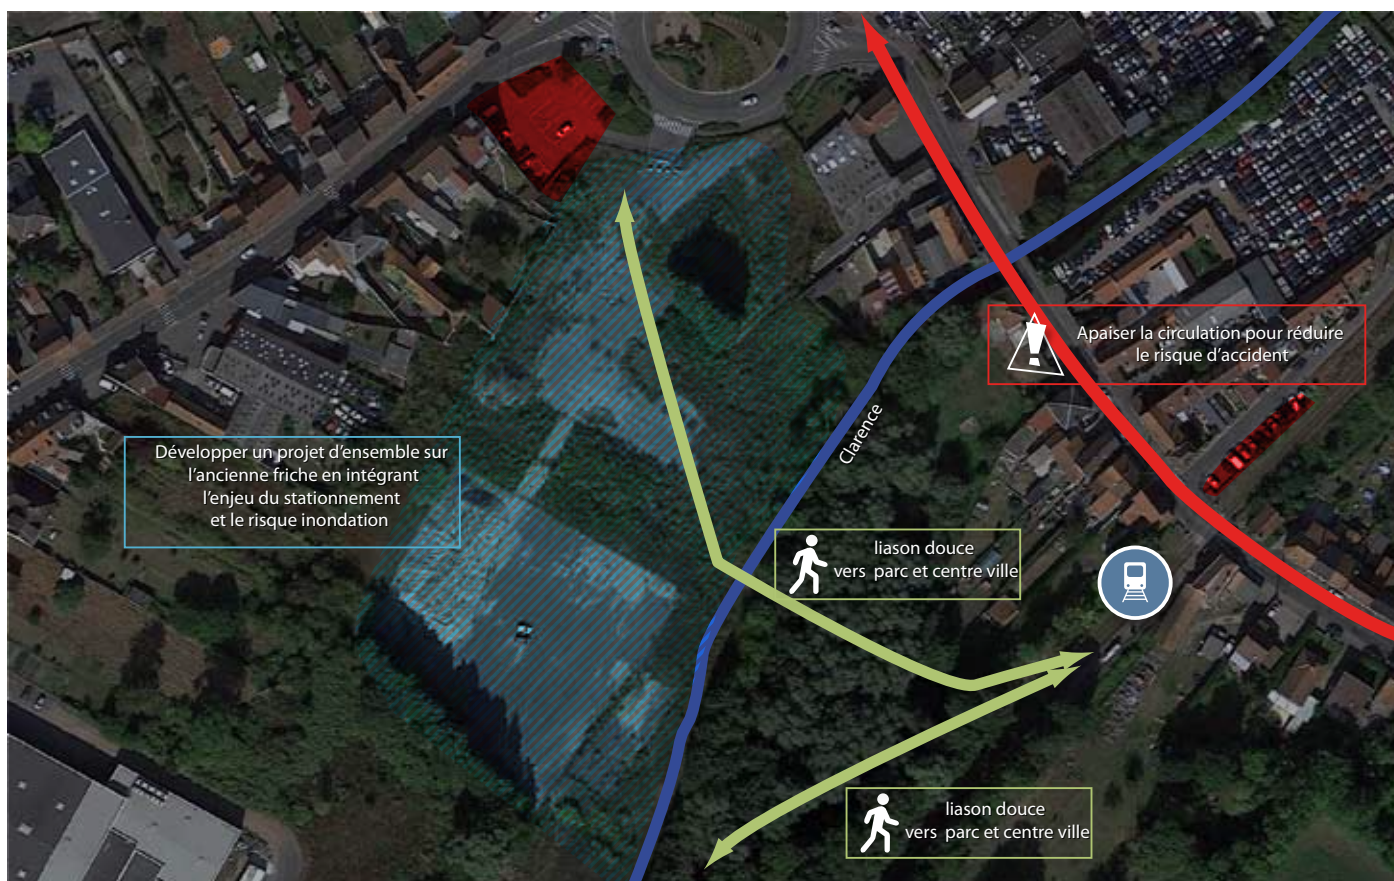 Apaiser la circulation pour réduire
le risque d'accident
Clarence
Développer un projet d'ensemble sur
l'ancienne friche en intégrant
l'enjeu du stationnement
et le risque inondation
liason douce
vers parc et centre ville
liason douce
vers parc et centre ville